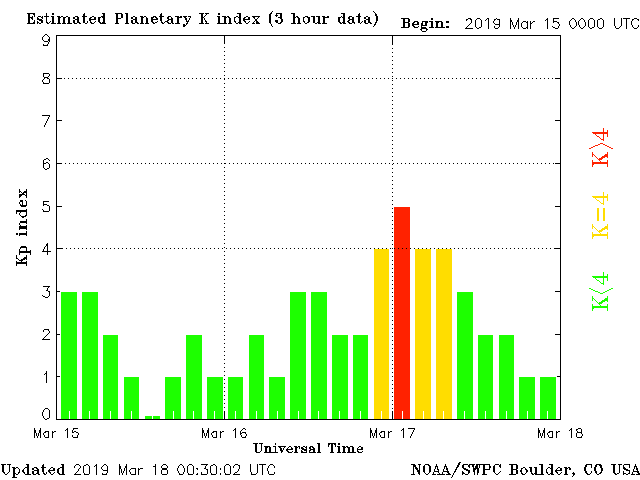 Estimated Planetary K index (3 hour data)
Begin: 2019 Mar 15 0000 UTC
9
8
7
6
5
4
3
2
1
0
Kp index
K>4
K=4
K<4
Mar 15
Mar 16
Mar 17
Mar 18
Universal Time
Updated 2019 Mar 18 00:30:02 UTC
NOAA/SWPC Boulder, CO USA